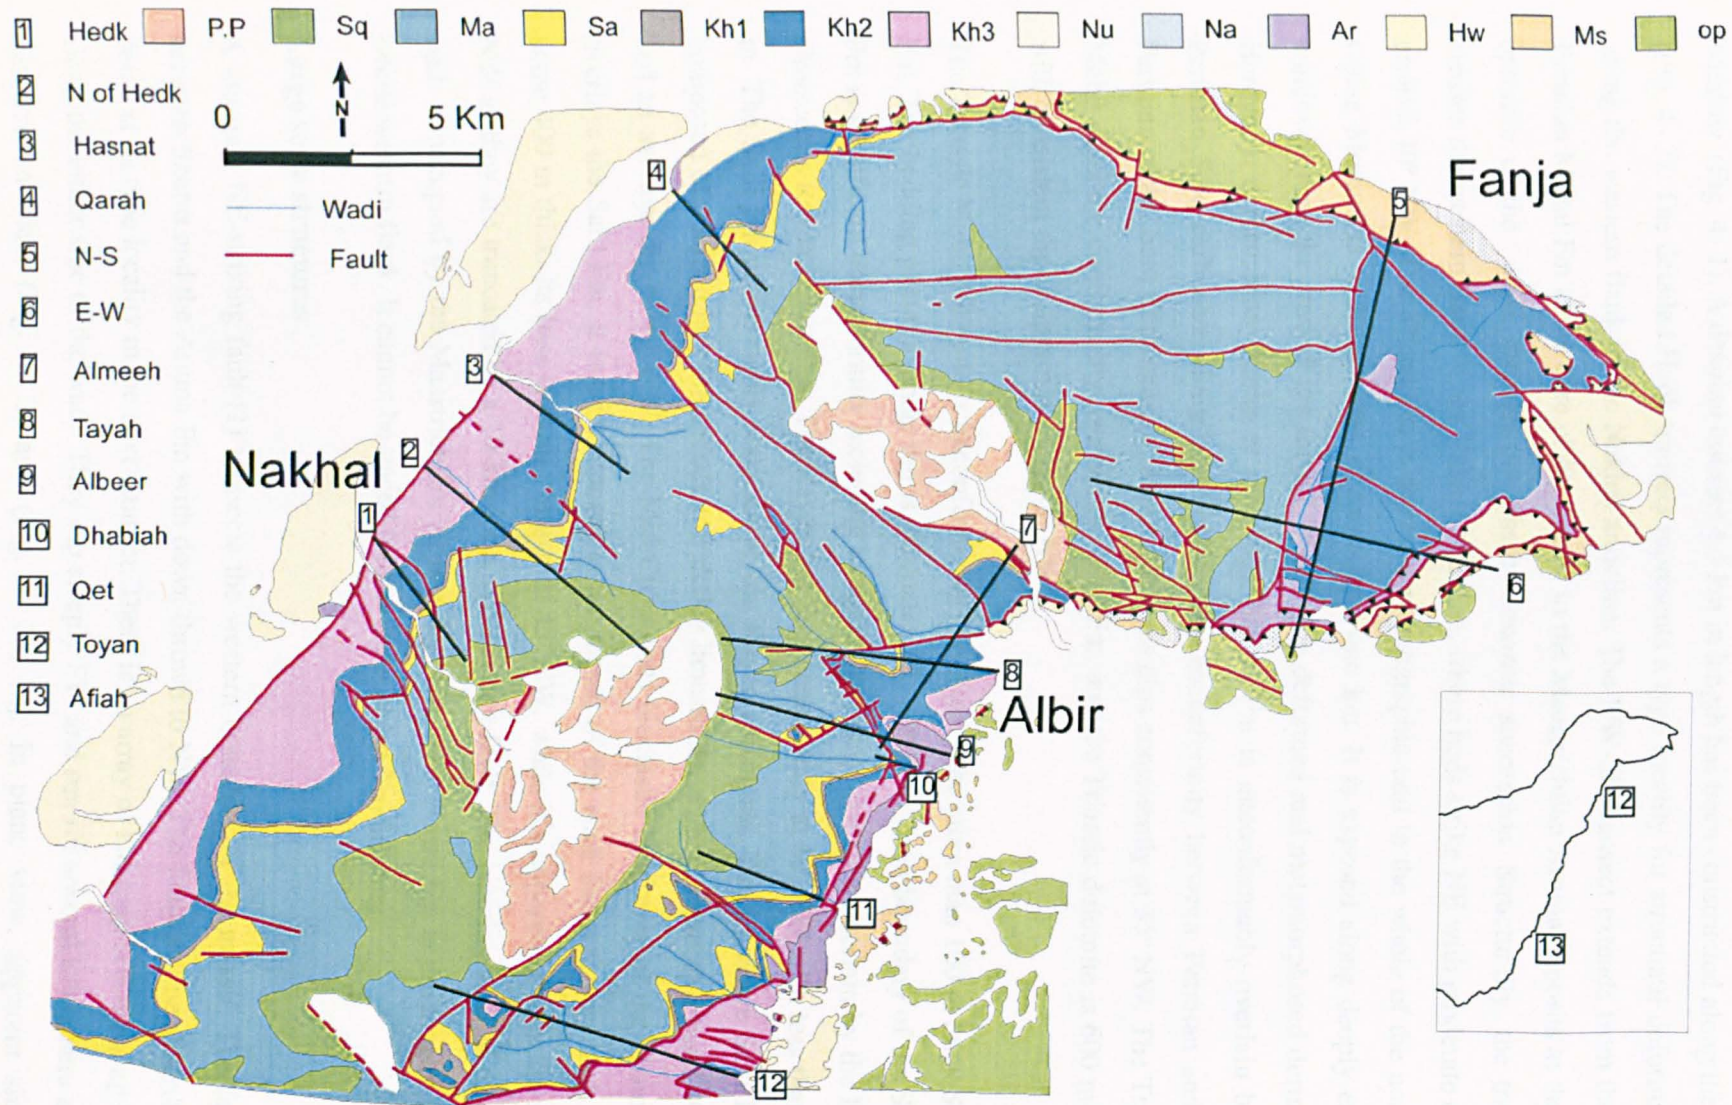 1 Hedk P.P Sq Ma Sa Kh1 Kh2 Kh3 Nu Na Ar Hw Ms op
2 N of Hedk
3 Hasnat
4 Qarah
5 N-S
6 E-W
7 Almeeh
8 Tayah
9 Albeer
10 Dhabiah
11 Qet
12 Toyan
13 Afiah
N
0 5 Km
Wadi
Fault
4
5
Fanja
3
2
Nakhal
1
7
6
8
Albir
9
10
11
12
12
13